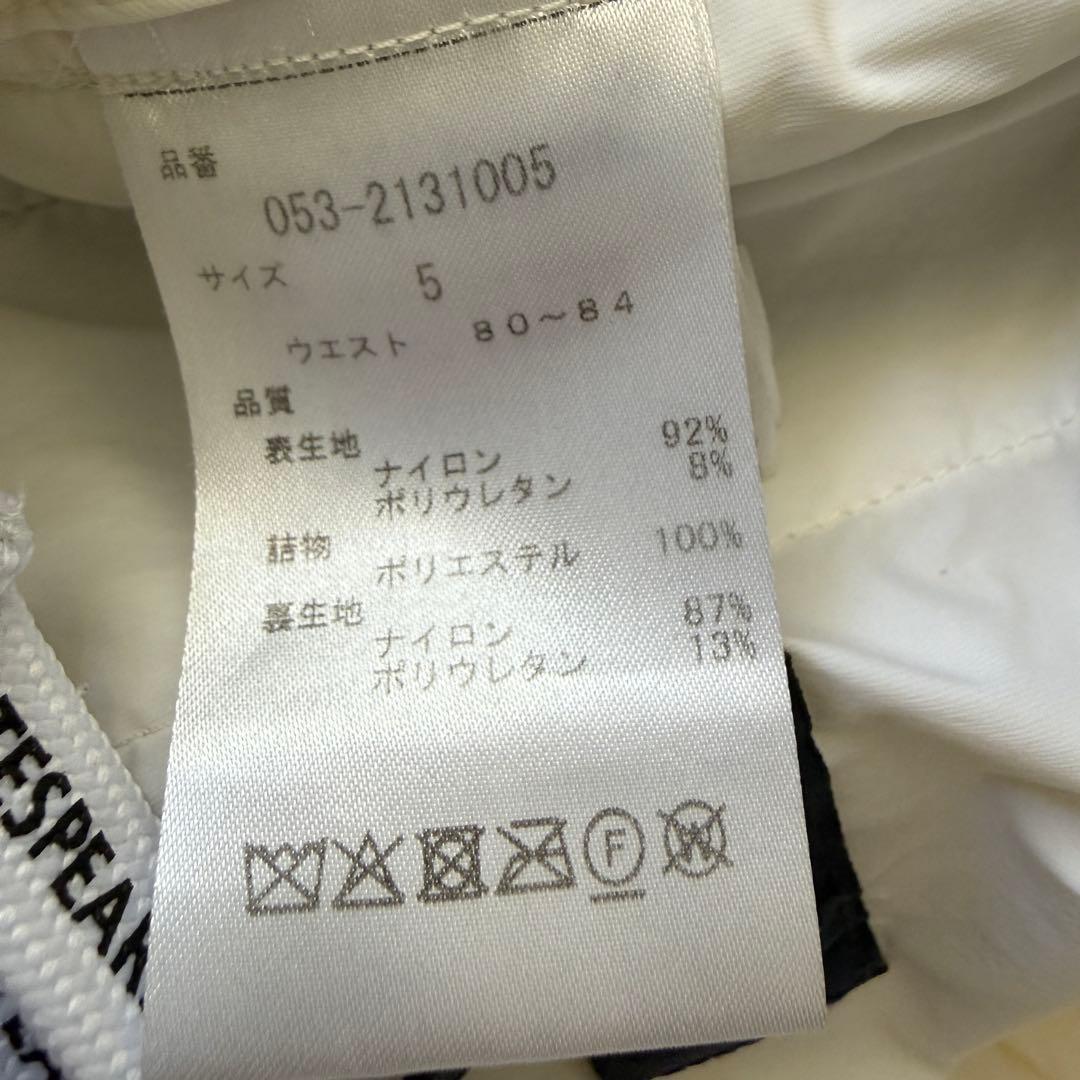 品番
053-2131005
サイズ 5
ウエスト 80~84
品質
表生地
ナイロン 92%
ポリウレタン 8%
詰物
ポリエステル 100%
裏生地
ナイロン 87%
ポリウレタン 13%
F
W
TESPEAK